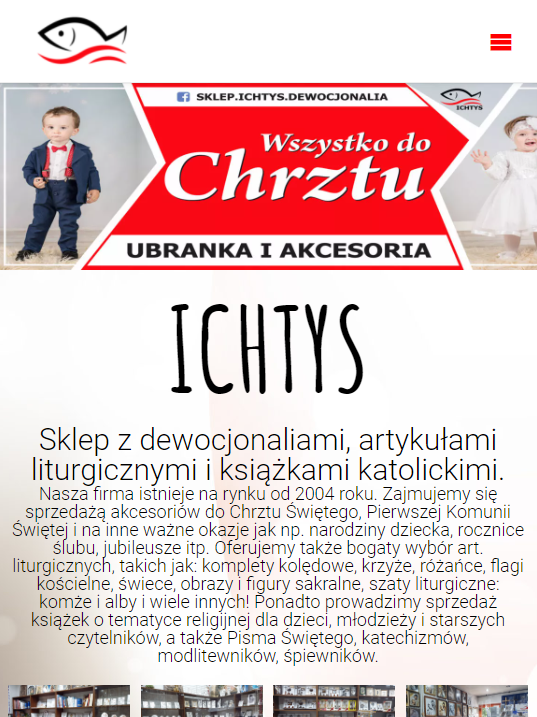 SKLEP.ICHTYS.DEWOCJONALIA
ICHTYS
Wszystko do
Chrztu
UBRANKA I AKCESORIA
ICHTYS
Sklep z dewocjonaliami, artykułami
liturgicznymi i książkami katolickimi.
Nasza firma istnieje na rynku od 2004 roku. Zajmujemy się
sprzedażą akcesoriów do Chrztu Świętego, Pierwszej Komunii
Świętej i na inne ważne okazje jak np. narodziny dziecka, rocznice
ślubu, jubileusze itp. Oferujemy także bogaty wybór art.
liturgicznych, takich jak: komplety kolędowe, krzyże, różańce, flagi
kościelne, świece, obrazy i figury sakralne, szaty liturgiczne:
komże i alby i wiele innych! Ponadto prowadzimy sprzedaż
książek o tematyce religijnej dla dzieci, młodzieży i starszych
czytelników, a także Pisma Świętego, katechizmów,
modlitewników, śpiewników.